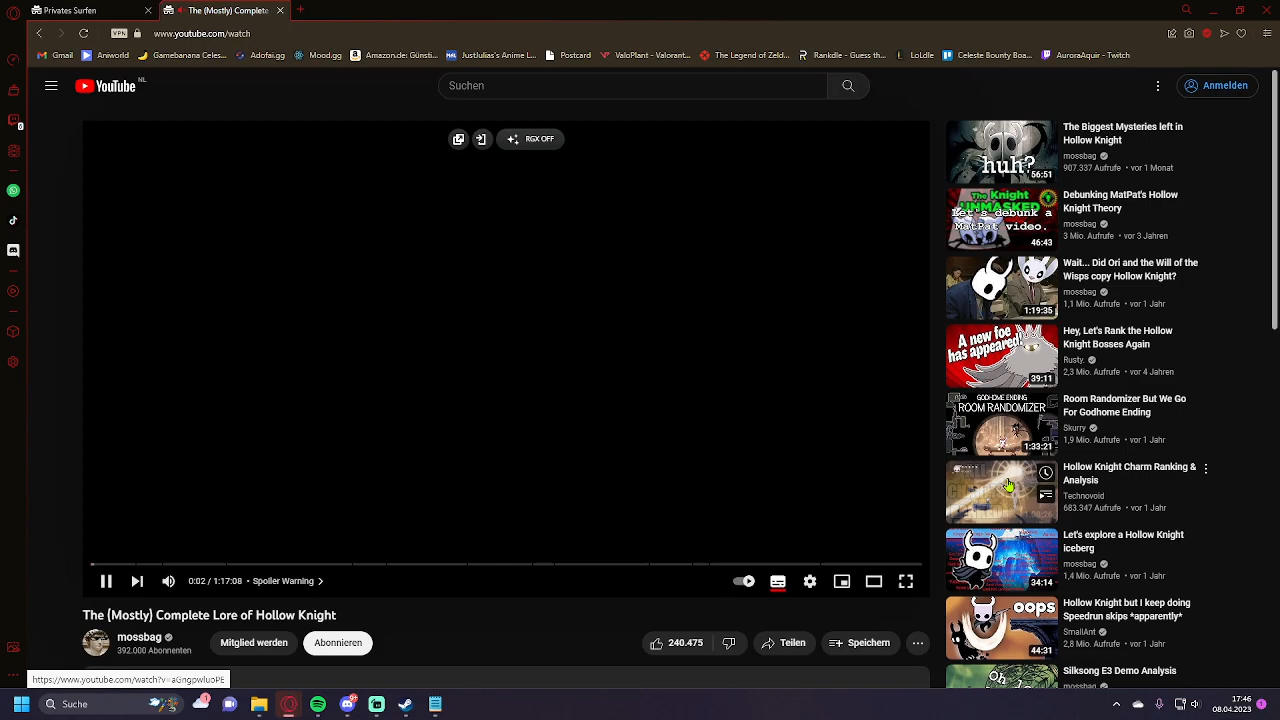 Privates Surfen
The (Mostly) Complete
VPN
www.youtube.com/watch
Gmail
Aniworld
Gamebanana Celes...
Adofai.gg
Mood.gg
Amazon.de: Günsti...
Justlulias's Anime L...
Postcard
ValoPlant - Valorant...
The Legend of Zeld...
Rankdle - Guess th...
LoLdle
Celeste Bounty Boa...
AuroraAquir - Twitch
YouTube NL
Suchen
Anmelden
RGX OFF
0:02 / 1:17:08 • Spoiler Warning
The (Mostly) Complete Lore of Hollow Knight
mossbag
392.000 Abonnenten
Mitglied werden
Abonnieren
240.475
Teilen
Speichern
huh?
56:51
The Biggest Mysteries left in
Hollow Knight
mossbag
907.337 Aufrufe • vor 1 Monat
The Knight
UNMASKED
Let's debunk a
MatPat video.
46:43
Debunking MatPat's Hollow
Knight Theory
mossbag
3 Mio. Aufrufe • vor 3 Jahren
1:19:35
Wait... Did Ori and the Will of the
Wisps copy Hollow Knight?
mossbag
1,1 Mio. Aufrufe • vor 1 Jahr
A new foe
has appeared!
39:11
Hey, Let's Rank the Hollow
Knight Bosses Again
Rusty.
2,3 Mio. Aufrufe • vor 4 Jahren
GODHOME ENDING
ROOM RANDOMIZER
1:33:21
Room Randomizer But We Go
For Godhome Ending
Skurry
1,9 Mio. Aufrufe • vor 1 Jahr
Hollow Knight Charm Ranking &
Analysis
Technovoid
683.347 Aufrufe • vor 1 Jahr
34:14
Let's explore a Hollow Knight
iceberg
mossbag
1,4 Mio. Aufrufe • vor 1 Jahr
oops
44:31
Hollow Knight but I keep doing
Speedrun skips *apparently*
SmallAnt
2,8 Mio. Aufrufe • vor 1 Jahr
Silksong E3 Demo Analysis
mossbag
Suche
17:46
08.04.2023